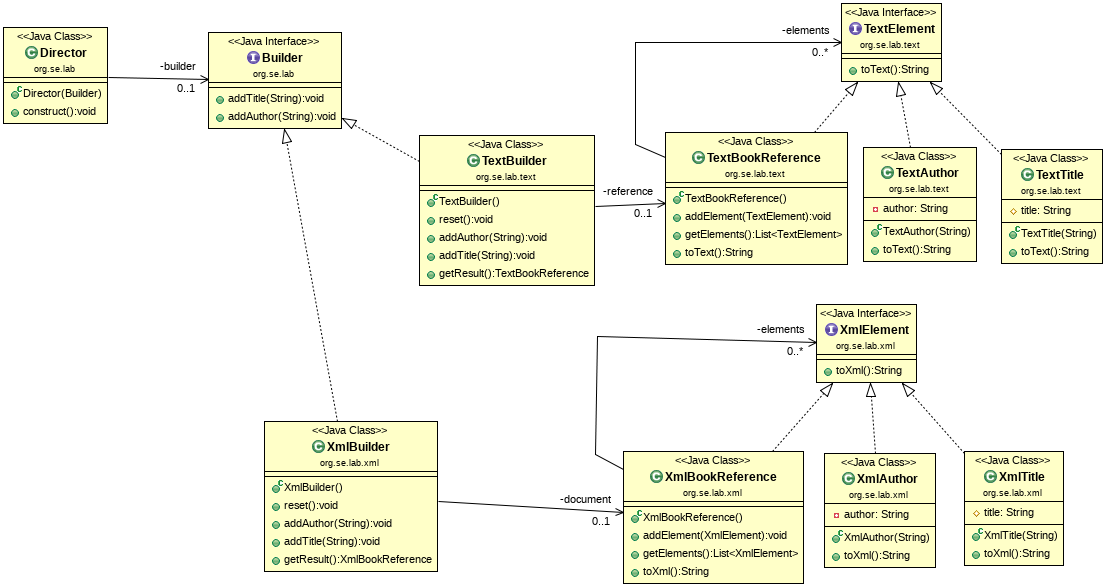 <<Java Class>>
Director
org.se.lab
Director(Builder)
construct():void
-builder
0..1
<<Java Interface>>
Builder
org.se.lab
addTitle(String):void
addAuthor(String):void
<<Java Class>>
TextBuilder
org.se.lab.text
TextBuilder()
reset():void
addAuthor(String):void
addTitle(String):void
getResult():TextBookReference
-reference
0..1
<<Java Class>>
TextBookReference
org.se.lab.text
TextBookReference()
addElement(TextElement):void
getElements():List<TextElement>
toText():String
-elements
0..*
<<Java Interface>>
TextElement
org.se.lab.text
toText():String
<<Java Class>>
TextAuthor
org.se.lab.text
author: String
TextAuthor(String)
toText():String
<<Java Class>>
TextTitle
org.se.lab.text
title: String
TextTitle(String)
toText():String
<<Java Class>>
XmlBuilder
org.se.lab.xml
XmlBuilder()
reset():void
addAuthor(String):void
addTitle(String):void
getResult():XmlBookReference
-document
0..1
<<Java Class>>
XmlBookReference
org.se.lab.xml
XmlBookReference()
addElement(XmlElement):void
getElements():List<XmlElement>
toXml():String
-elements
0..*
<<Java Interface>>
XmlElement
org.se.lab.xml
toXml():String
<<Java Class>>
XmlAuthor
org.se.lab.xml
author: String
XmlAuthor(String)
toXml():String
<<Java Class>>
XmlTitle
org.se.lab.xml
title: String
XmlTitle(String)
toXml():String